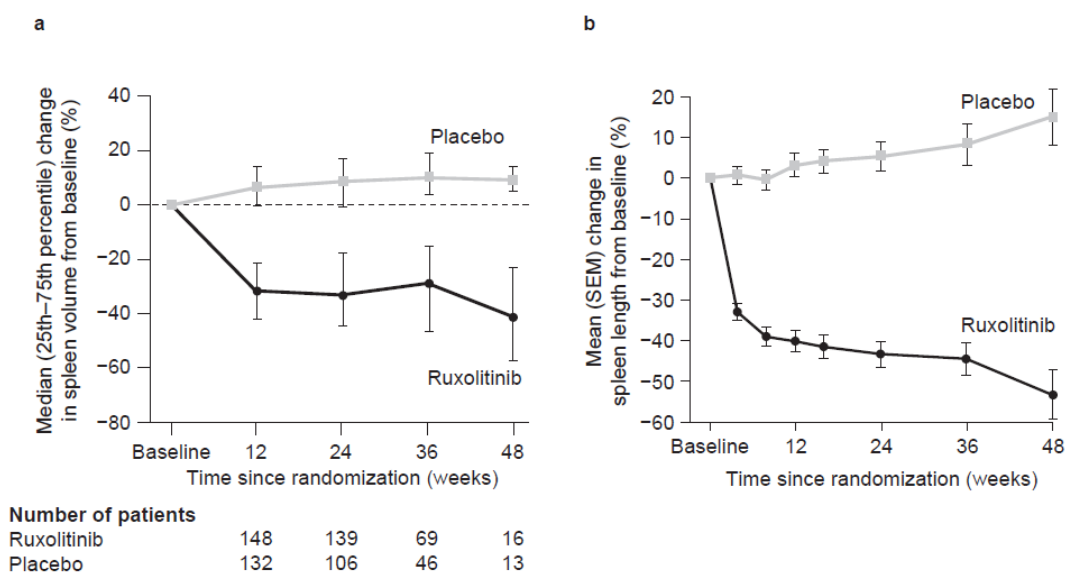 a
Median (25th–75th percentile) change
in spleen volume from baseline (%)
40
20
0
−20
−40
−60
−80
Placebo
Ruxolitinib
Baseline 12 24 36 48
Time since randomization (weeks)
Number of patients
Ruxolitinib 148 139 69 16
Placebo 132 106 46 13
b
Mean (SEM) change in
spleen length from baseline (%)
20
10
0
−10
−20
−30
−40
−50
−60
Placebo
Ruxolitinib
Baseline 12 24 36 48
Time since randomization (weeks)